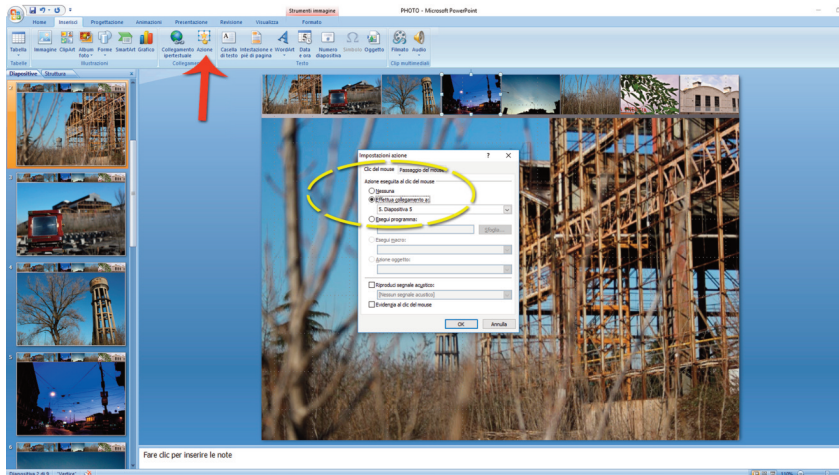 Strumenti immagine
PHOTO - Microsoft PowerPoint
Home Inserisci Progettazione Animazioni Presentazione Revisione Visualizza Formato
Tabella Immagine ClipArt Album foto Forme SmartArt Grafico Collegamento ipertestuale Azione Casella di testo Intestazione e piè di pagina WordArt Data e ora Numero diapositiva Simbolo Oggetto Filmato Audio
Tabelle Illustrazioni Collegamenti Testo Clip multimediali
Diapositive Struttura
Impostazioni azione ? X
Clic del mouse Passaggio del mouse
Azione eseguita al clic del mouse
Nessuna
Effettua collegamento a:
5. Diapositiva 5
Esegui programma:
Sfoglia...
Esegui macro:
Azione oggetto:
Riproduci segnale acustico:
[Nessun segnale acustico]
Evidenzia al clic del mouse
OK Annulla
4
5
6
Fare clic per inserire le note
"Vertice"